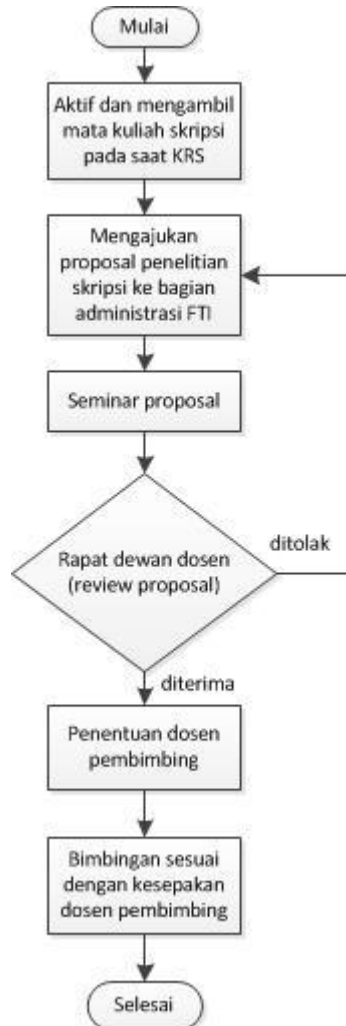 Mulai
Aktif dan mengambil
mata kuliah skripsi
pada saat KRS
Mengajukan
proposal penelitian
skripsi ke bagian
administrasi FTI
Seminar proposal
Rapat dewan dosen
(review proposal)
ditolak
diterima
Penentuan dosen
pembimbing
Bimbingan sesuai
dengan kesepakan
dosen pembimbing
Selesai